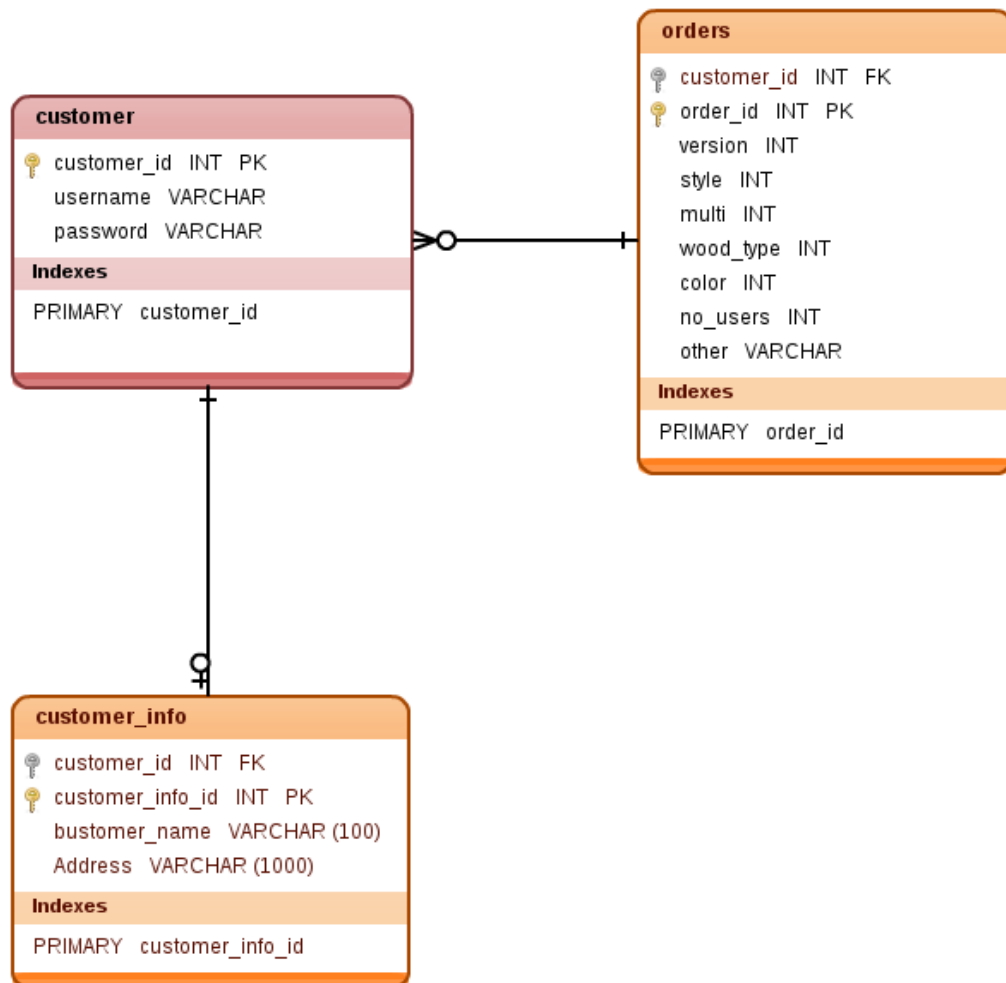 customer
customer_id INT PK
username VARCHAR
password VARCHAR
Indexes
PRIMARY customer_id
orders
customer_id INT FK
order_id INT PK
version INT
style INT
multi INT
wood_type INT
color INT
no_users INT
other VARCHAR
Indexes
PRIMARY order_id
customer_info
customer_id INT FK
customer_info_id INT PK
bustomer_name VARCHAR (100)
Address VARCHAR (1000)
Indexes
PRIMARY customer_info_id